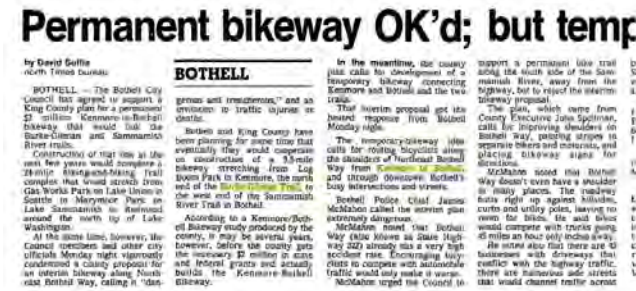 Permanent bikeway OK'd; but temp
by David Suffia
north Times bureau
BOTHELL — The Bothell City
Council has agreed to support a
King County plan for a permanent
$2 million Kenmore-to-Bothell
bikeway that would link the
Burke-Gilman and Sammamish
River trails.
Construction of that line in the
next few years would complete a
mile biking-and-hiking Trail
complex that would stretch from
Gas Works Park on Lake Union in
Seattle to Marymoor Park on
Lake Sammamish in Redmond
around the north tip of Lake
Washington.
At the same time, however, the
Council members and other city
officials Monday night vigorously
condemned a county proposal for
an interim bikeway along North-
east Bothell Way, calling it "dan-
BOTHELL
gerous and treacherous," and an
invitation to traffic injuries or
deaths.
Bothell and King County have
been planning for some time that
eventually they would cooperate
on construction of a 3.5-mile
bikeway stretching from Log
Boom Park in Kenmore, the north
end of the Burke-Gilman Trail, to
the west end of the Sammamish
River Trail in Bothell.
According to a Kenmore/Both-
ell Bikeway study produced by the
county, it may be several years,
however, before the county gets
the necessary $2 million in state
and federal grants and actually
builds the Kenmore-Bothell
Bikeway.
In the meantime, the county
plan calls for development of a
temporary bikeway connecting
Kenmore and Bothell and the two
trails.
That interim proposal got its
heated response from Bothell
Monday night.
The temporary-bikeway idea
calls for routing bicyclists along
the shoulders of Northeast Bothell
Way from Kenmore to Bothell,
and through downtown Bothell's
busy intersections and streets.
Bothell Police Chief James
McMahon called the interim plan
extremely dangerous.
McMahon noted that Bothell
Way (also known as State High-
way 522) already has a very high
accident rate. Encouraging bicy-
clists to compete with automobile
traffic would only make it worse.
McMahon urged the Council to
support a permanent bike trail
along the south side of the Sam-
mamish River, away from the
highway, but to reject the interim-
bikeway proposal.
The plan, which came from
County Executive John Spellman,
calls for improving shoulders on
Bothell Way, painting stripes to
separate bikers and motorists, and
placing bikeway signs for
directions.
McMahon noted that Bothell
Way doesn't even have a shoulder
in many places. The roadway
runs right up against hillsides,
curbs and utility poles, leaving no
room for bikes. He said bikes
would compete with trucks going
45 miles an hour only inches away.
He noted also that there are
businesses with driveways that
conflict with the highway traffic,
there are numerous side streets
that would channel traffic across